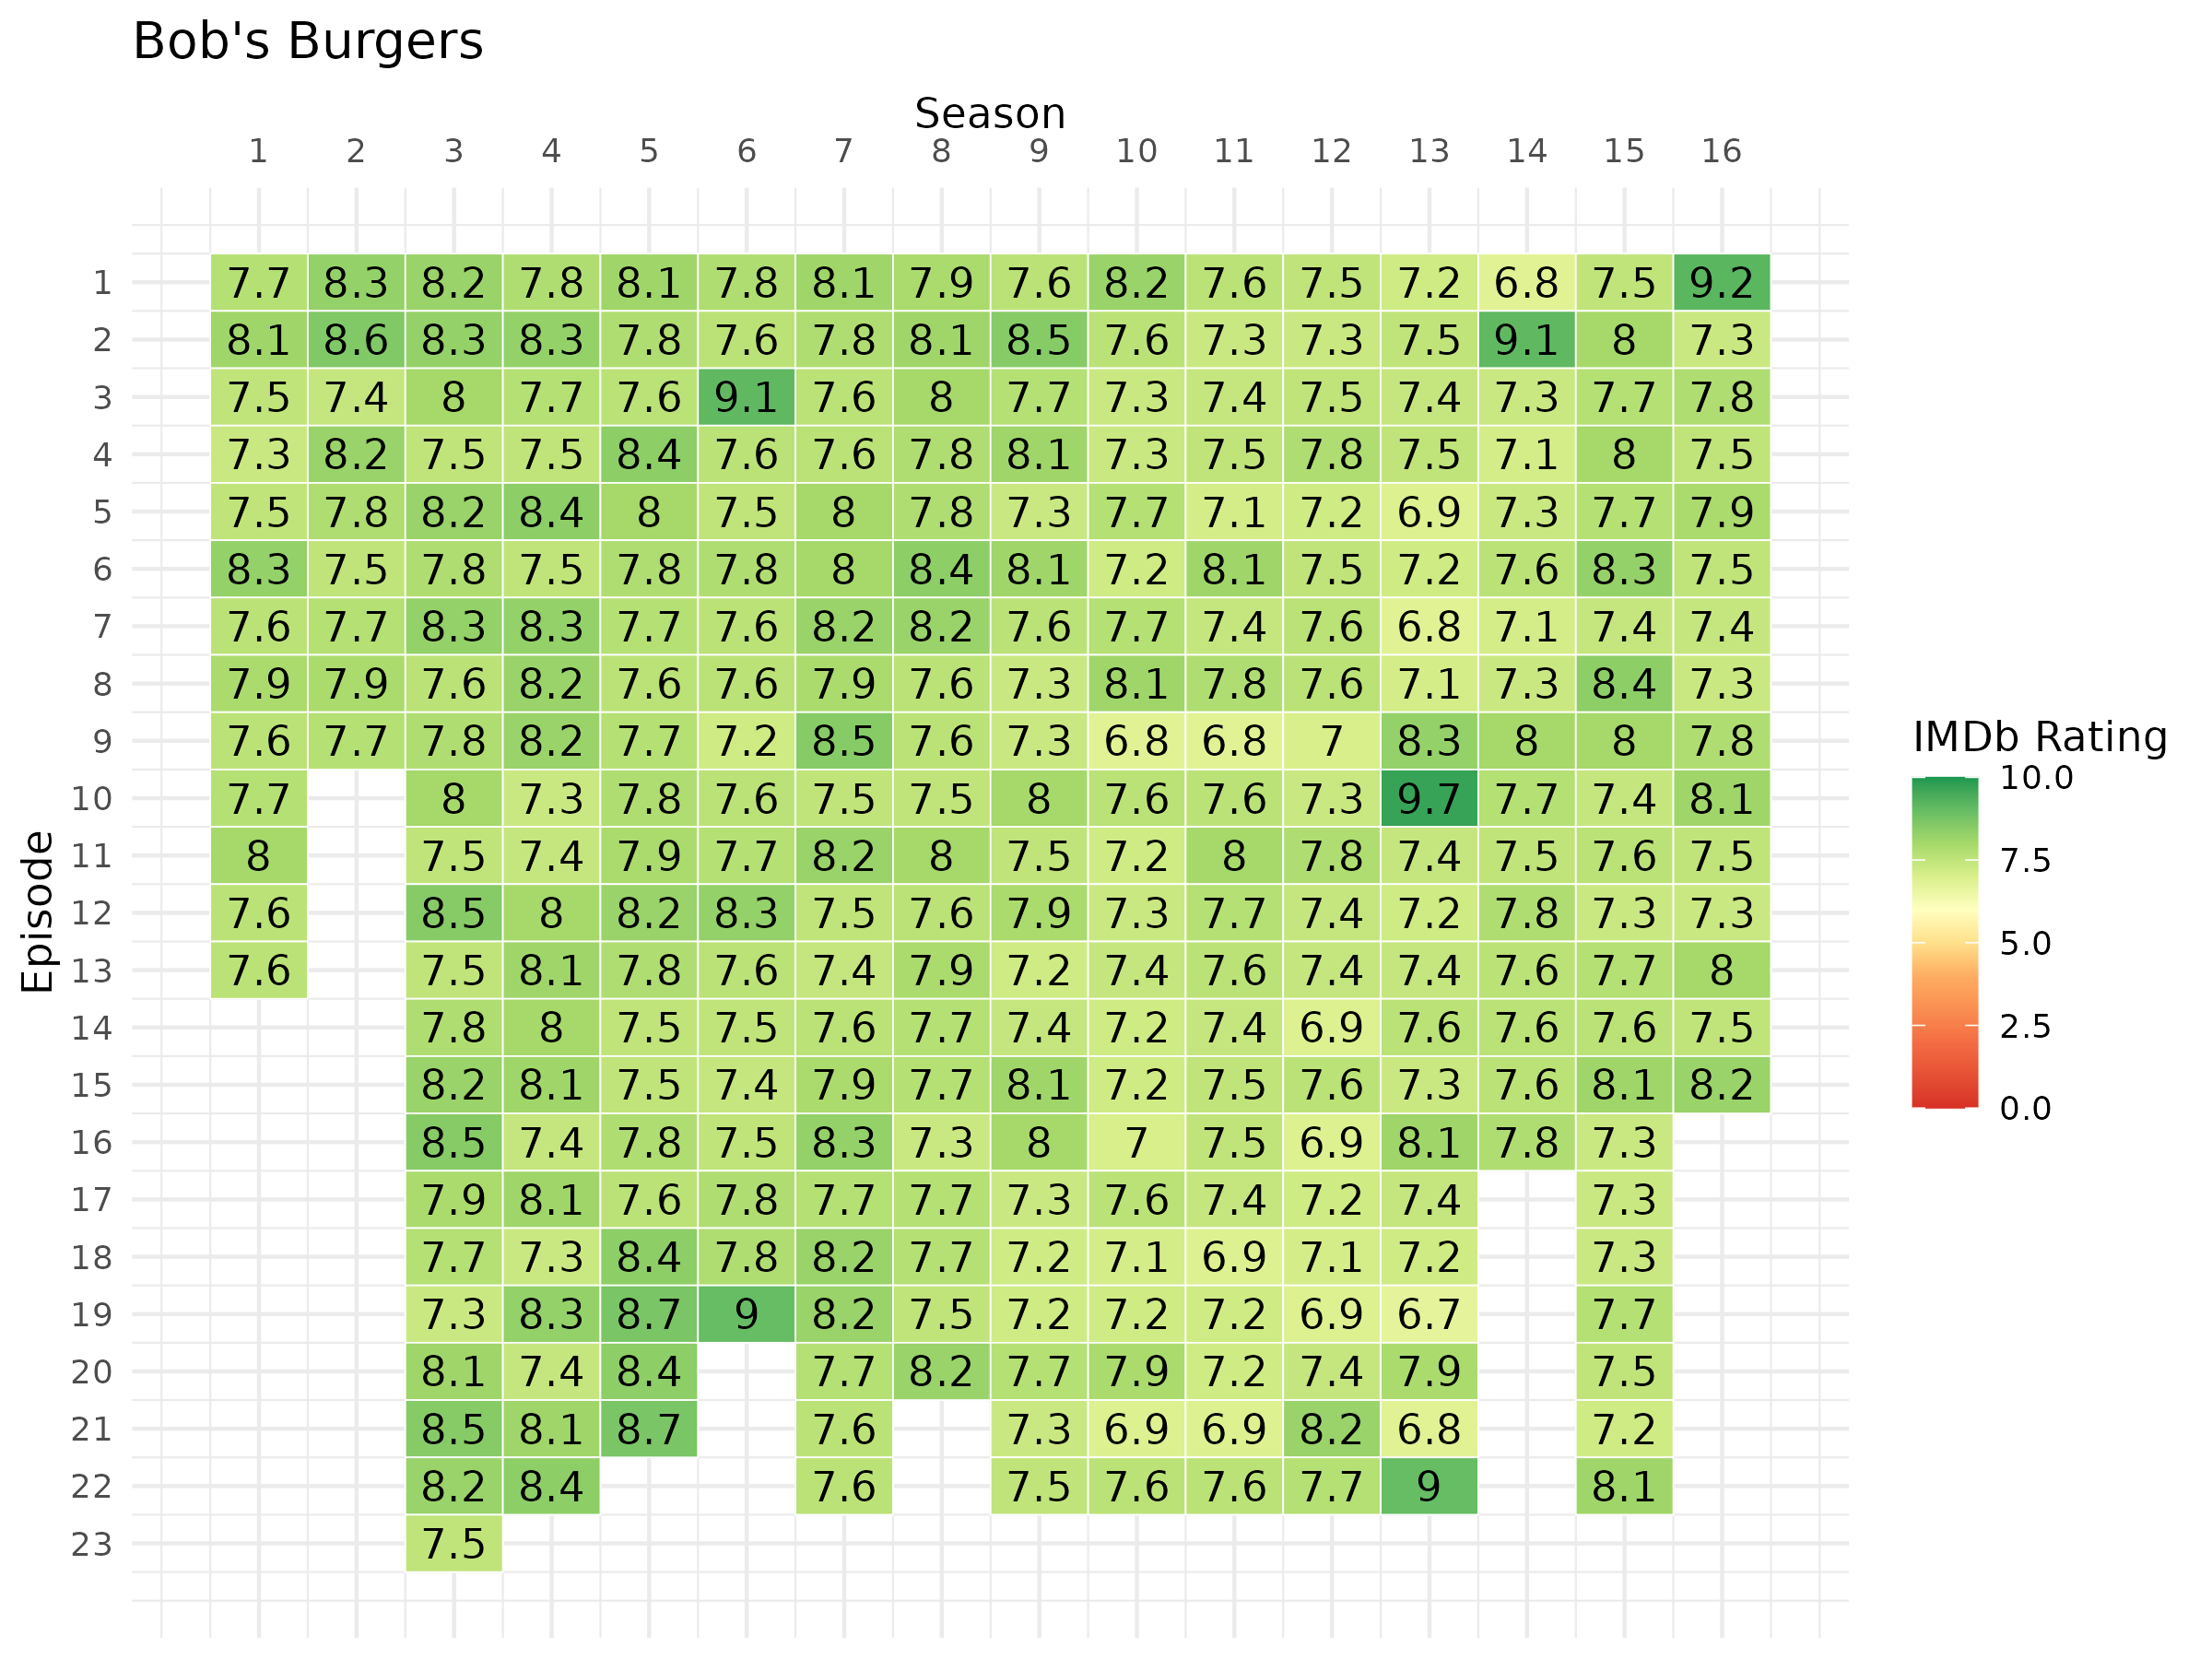 Bob's Burgers
Season
1 2 3 4 5 6 7 8 9 10 11 12 13 14 15 16
1 7.7 8.3 8.2 7.8 8.1 7.8 8.1 7.9 7.6 8.2 7.6 7.5 7.2 6.8 7.5 9.2
2 8.1 8.6 8.3 8.3 7.8 7.6 7.8 8.1 8.5 7.6 7.3 7.3 7.5 9.1 8 7.3
3 7.5 7.4 8 7.7 7.6 9.1 7.6 8 7.7 7.3 7.4 7.5 7.4 7.3 7.7 7.8
4 7.3 8.2 7.5 7.5 8.4 7.6 7.6 7.8 8.1 7.3 7.5 7.8 7.5 7.1 8 7.5
5 7.5 7.8 8.2 8.4 8 7.5 8 7.8 7.3 7.7 7.1 7.2 6.9 7.3 7.7 7.9
6 8.3 7.5 7.8 7.5 7.8 7.8 8 8.4 8.1 7.2 8.1 7.5 7.2 7.6 8.3 7.5
7 7.6 7.7 8.3 8.3 7.7 7.6 8.2 8.2 7.6 7.7 7.4 7.6 6.8 7.1 7.4 7.4
8 7.9 7.9 7.6 8.2 7.6 7.6 7.9 7.6 7.3 8.1 7.8 7.6 7.1 7.3 8.4 7.3
9 7.6 7.7 7.8 8.2 7.7 7.2 8.5 7.6 7.3 6.8 6.8 7 8.3 8 8 7.8
10 7.7 8 7.3 7.8 7.6 7.5 7.5 8 7.6 7.6 7.3 9.7 7.7 7.4 8.1
11 8 7.5 7.4 7.9 7.7 8.2 8 7.5 7.2 8 7.8 7.4 7.5 7.6 7.5
12 7.6 8.5 8 8.2 8.3 7.5 7.6 7.9 7.3 7.7 7.4 7.2 7.8 7.3 7.3
13 7.6 7.5 8.1 7.8 7.6 7.4 7.9 7.2 7.4 7.6 7.4 7.4 7.6 7.7 8
14 7.8 8 7.5 7.5 7.6 7.7 7.4 7.2 7.4 6.9 7.6 7.6 7.6 7.5
15 8.2 8.1 7.5 7.4 7.9 7.7 8.1 7.2 7.5 7.6 7.3 7.6 8.1 8.2
16 8.5 7.4 7.8 7.5 8.3 7.3 8 7 7.5 6.9 8.1 7.8 7.3
17 7.9 8.1 7.6 7.8 7.7 7.7 7.3 7.6 7.4 7.2 7.4 7.3
18 7.7 7.3 8.4 7.8 8.2 7.7 7.2 7.1 6.9 7.1 7.2 7.3
19 7.3 8.3 8.7 9 8.2 7.5 7.2 7.2 7.2 6.9 6.7 7.7
20 8.1 7.4 8.4 7.7 8.2 7.7 7.9 7.2 7.4 7.9 7.5
21 8.5 8.1 8.7 7.6 7.3 6.9 6.9 8.2 6.8 7.2
22 8.2 8.4 7.6 7.5 7.6 7.6 7.7 9 8.1
23 7.5
Episode
IMDb Rating
10.0
7.5
5.0
2.5
0.0